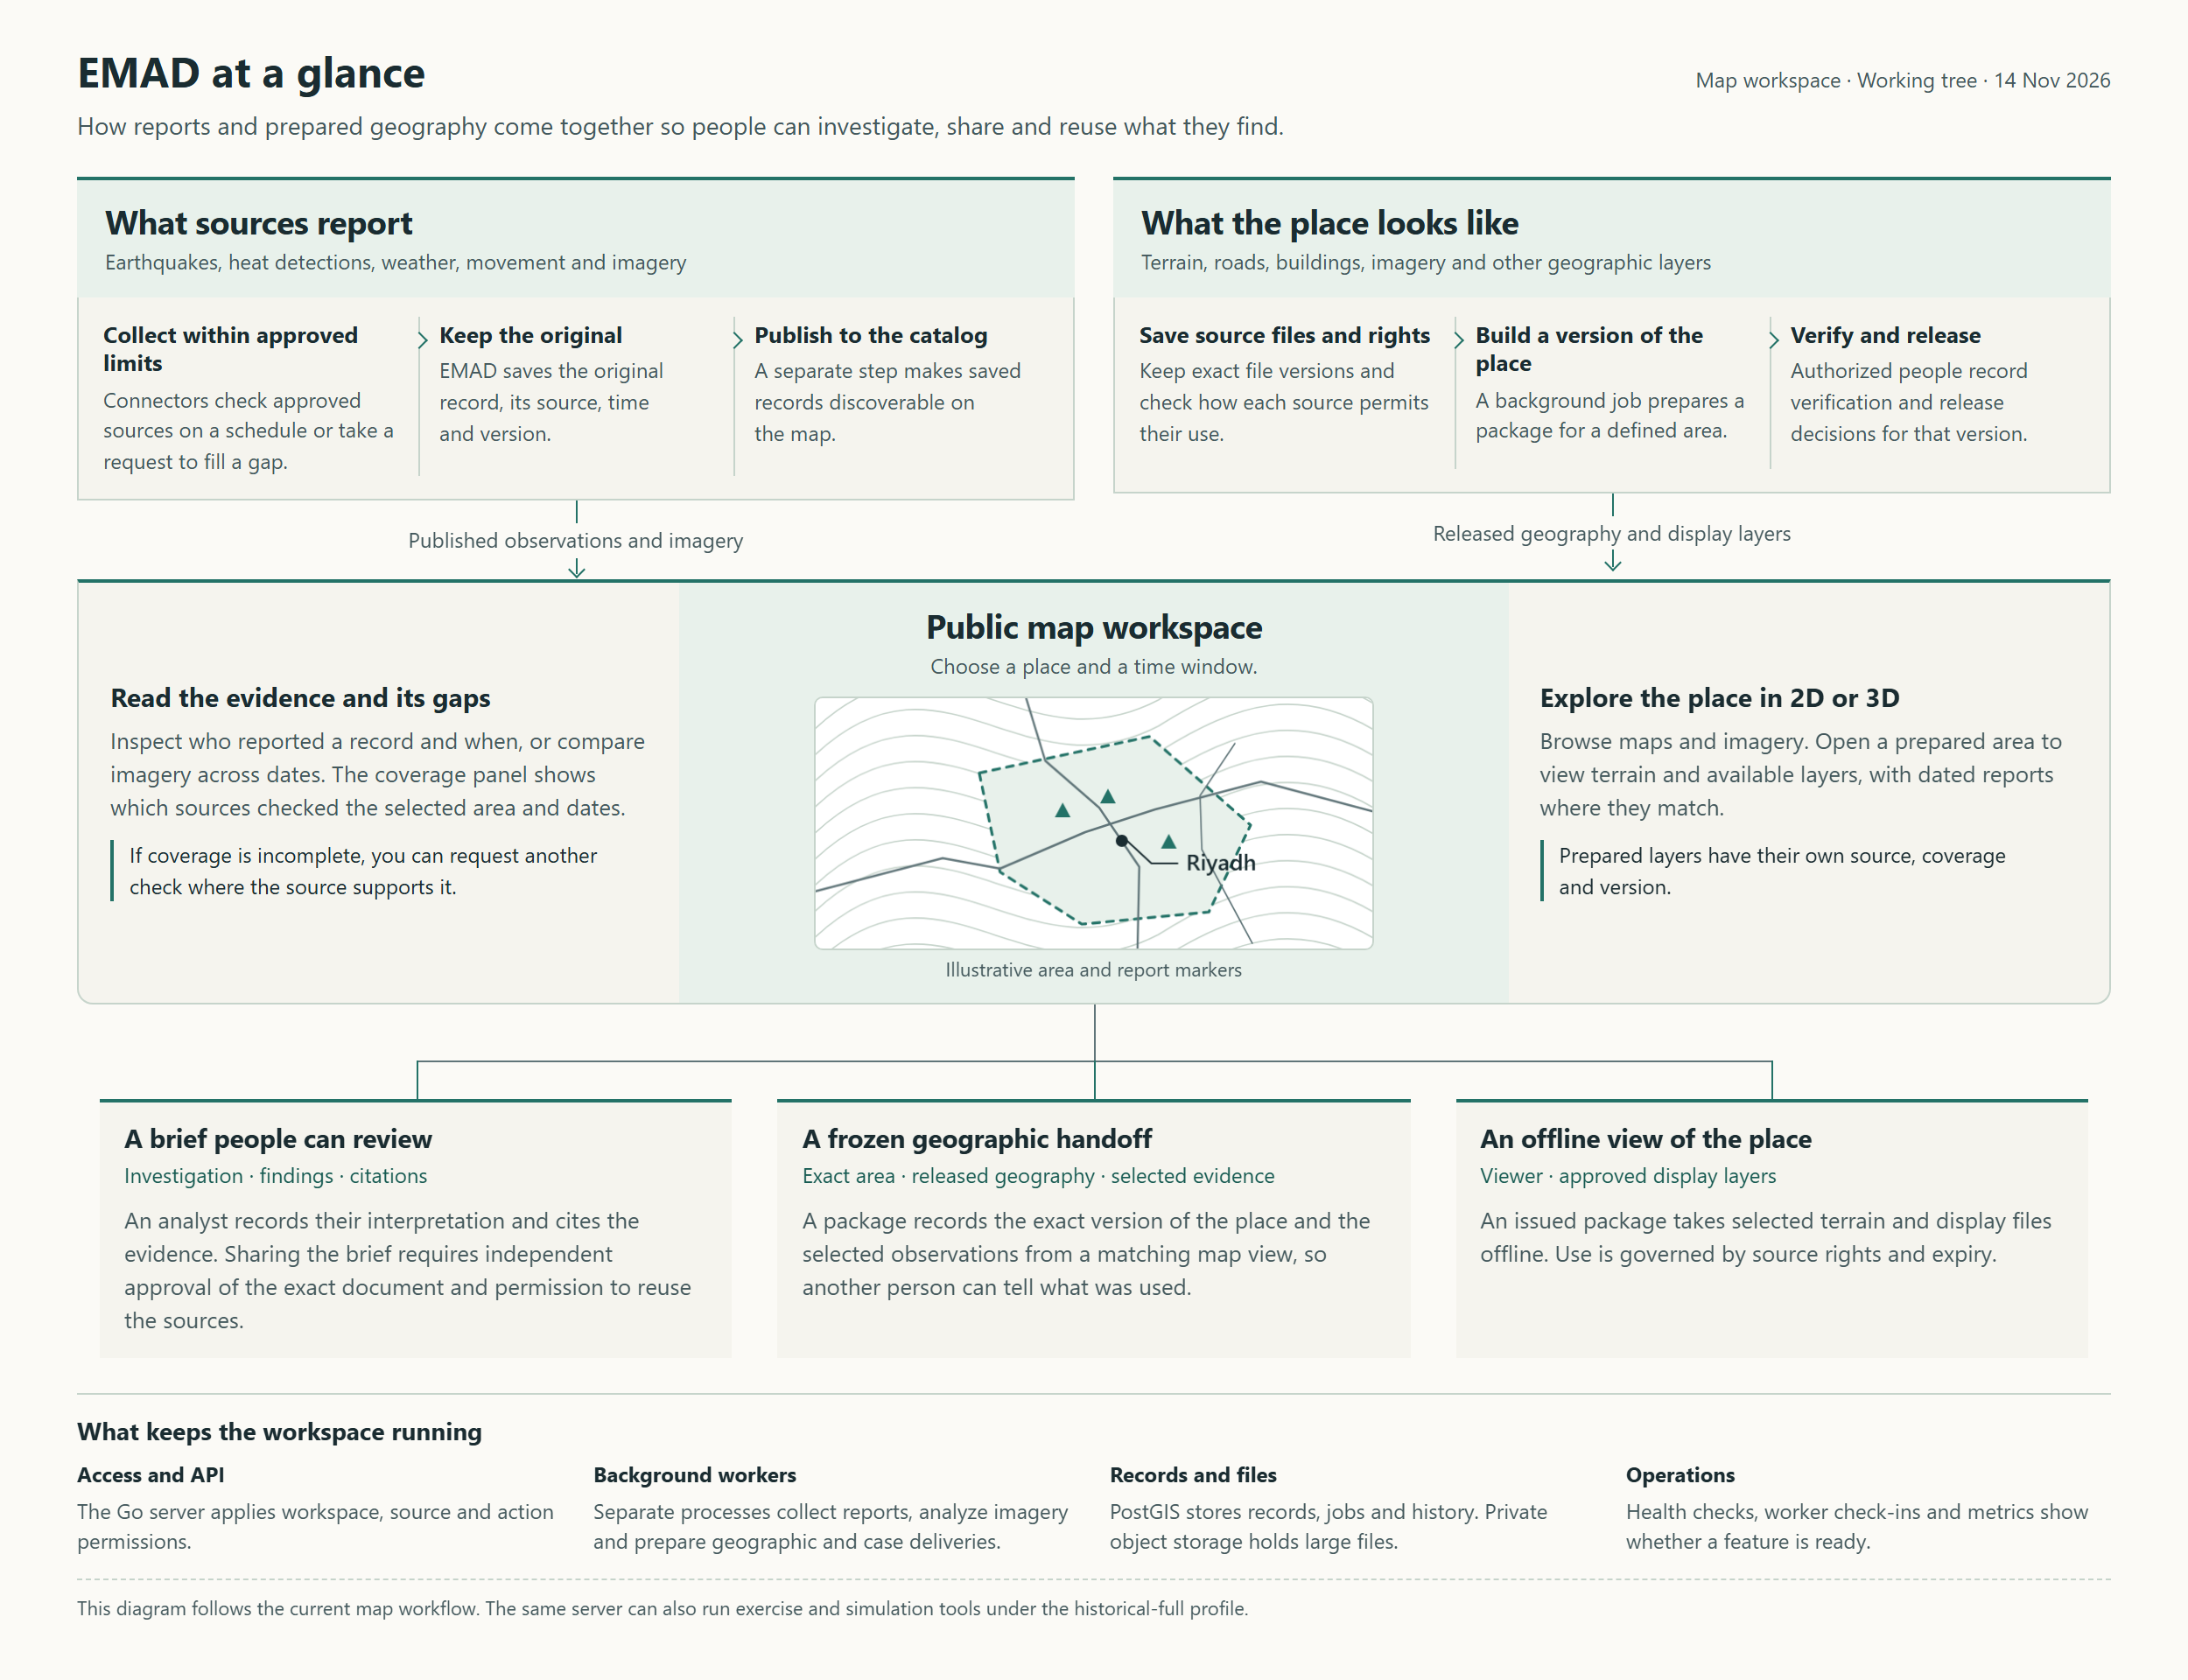 EMAD at a glance
Map workspace · Working tree · 14 Nov 2026
How reports and prepared geography come together so people can investigate, share and reuse what they find.
What sources report
Earthquakes, heat detections, weather, movement and imagery
Collect within approved
limits
Connectors check approved
sources on a schedule or take a
request to fill a gap.
Keep the original
EMAD saves the original
record, its source, time
and version.
Publish to the catalog
A separate step makes saved
records discoverable on
the map.
What the place looks like
Terrain, roads, buildings, imagery and other geographic layers
Save source files and rights
Keep exact file versions and
check how each source permits
their use.
Build a version of the
place
A background job prepares a
package for a defined area.
Verify and release
Authorized people record
verification and release
decisions for that version.
Published observations and imagery
Released geography and display layers
Read the evidence and its gaps
Inspect who reported a record and when, or compare
imagery across dates. The coverage panel shows
which sources checked the selected area and dates.
If coverage is incomplete, you can request another
check where the source supports it.
Public map workspace
Choose a place and a time window.
Riyadh
Illustrative area and report markers
Explore the place in 2D or 3D
Browse maps and imagery. Open a prepared area to
view terrain and available layers, with dated reports
where they match.
Prepared layers have their own source, coverage
and version.
A brief people can review
Investigation · findings · citations
An analyst records their interpretation and cites the
evidence. Sharing the brief requires independent
approval of the exact document and permission to reuse
the sources.
A frozen geographic handoff
Exact area · released geography · selected evidence
A package records the exact version of the place and the
selected observations from a matching map view, so
another person can tell what was used.
An offline view of the place
Viewer · approved display layers
An issued package takes selected terrain and display files
offline. Use is governed by source rights and expiry.
What keeps the workspace running
Access and API
The Go server applies workspace, source and action
permissions.
Background workers
Separate processes collect reports, analyze imagery
and prepare geographic and case deliveries.
Records and files
PostGIS stores records, jobs and history. Private
object storage holds large files.
Operations
Health checks, worker check-ins and metrics show
whether a feature is ready.
This diagram follows the current map workflow. The same server can also run exercise and simulation tools under the historical-full profile.